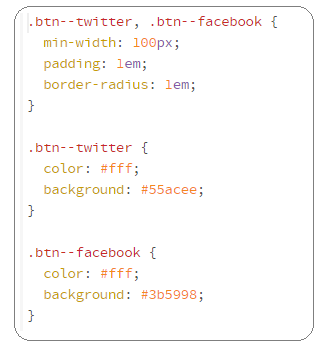 .btn--twitter, .btn--facebook {
  min-width: 100px;
  padding: 1em;
  border-radius: 1em;
}

.btn--twitter {
  color: #fff;
  background: #55acee;
}

.btn--facebook {
  color: #fff;
  background: #3b5998;
}